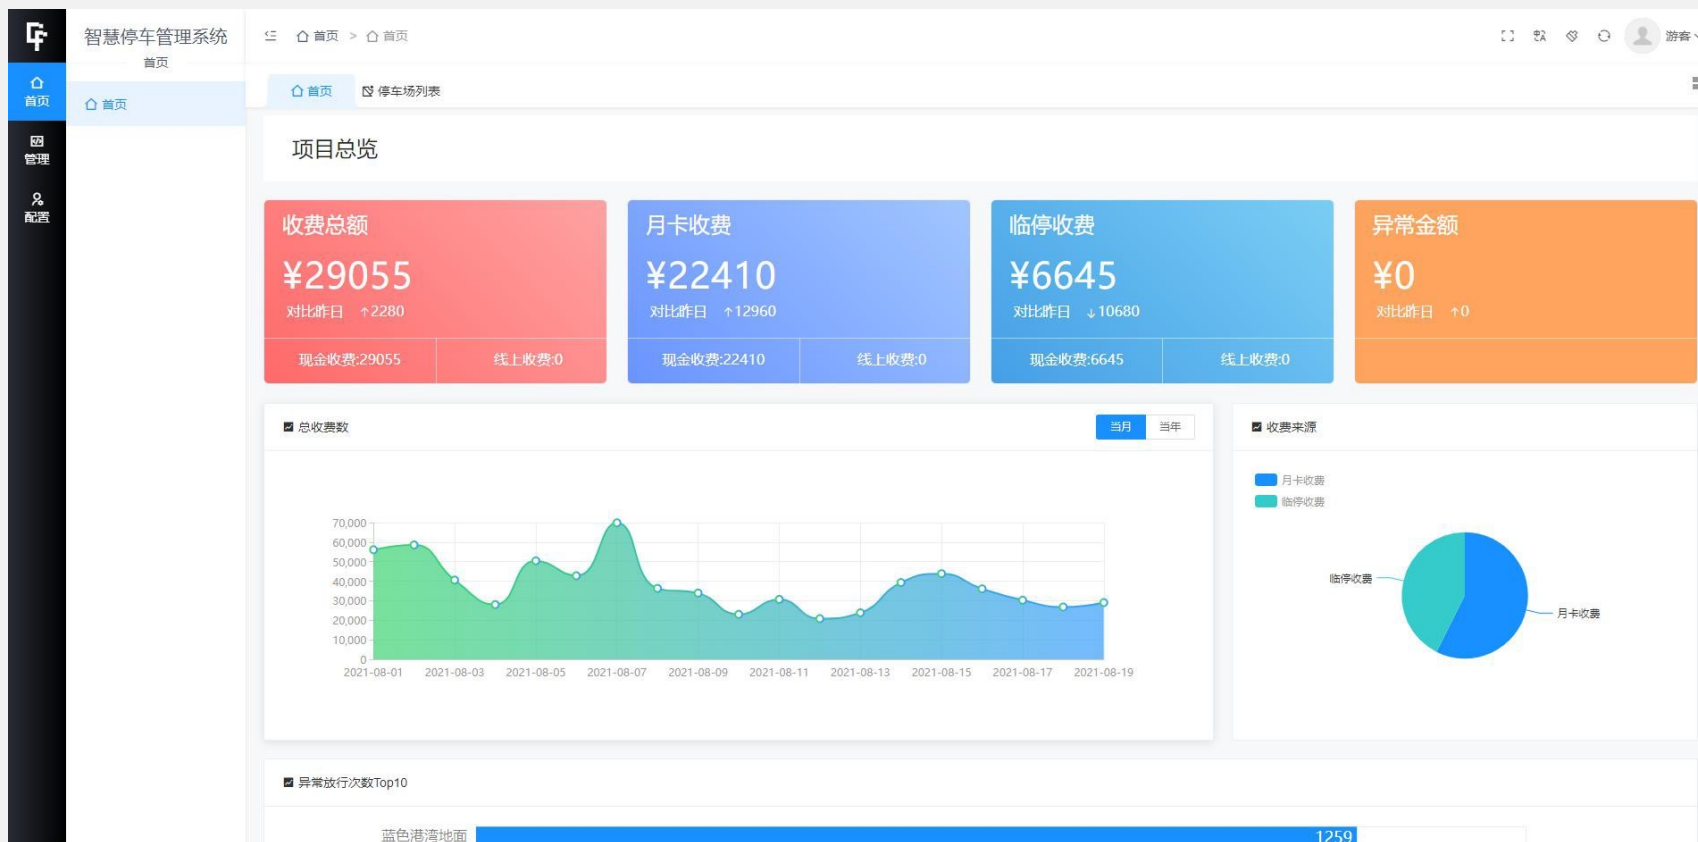 智慧停车管理系统
首页
首页 > 首页
游客
首页
管理
配置
首页
首页 停车场列表
项目总览
收费总额
¥29055
对比昨日 ↑2280
现金收费:29055 线上收费:0
月卡收费
¥22410
对比昨日 ↑12960
现金收费:22410 线上收费:0
临停收费
¥6645
对比昨日 ↓10680
现金收费:6645 线上收费:0
异常金额
¥0
对比昨日 ↑0
总收费数
当月 当年
70,000
60,000
50,000
40,000
30,000
20,000
10,000
0
2021-08-01 2021-08-03 2021-08-05 2021-08-07 2021-08-09 2021-08-11 2021-08-13 2021-08-15 2021-08-17 2021-08-19
收费来源
月卡收费
临停收费
临停收费
月卡收费
异常放行次数Top10
蓝色港湾地面 1259